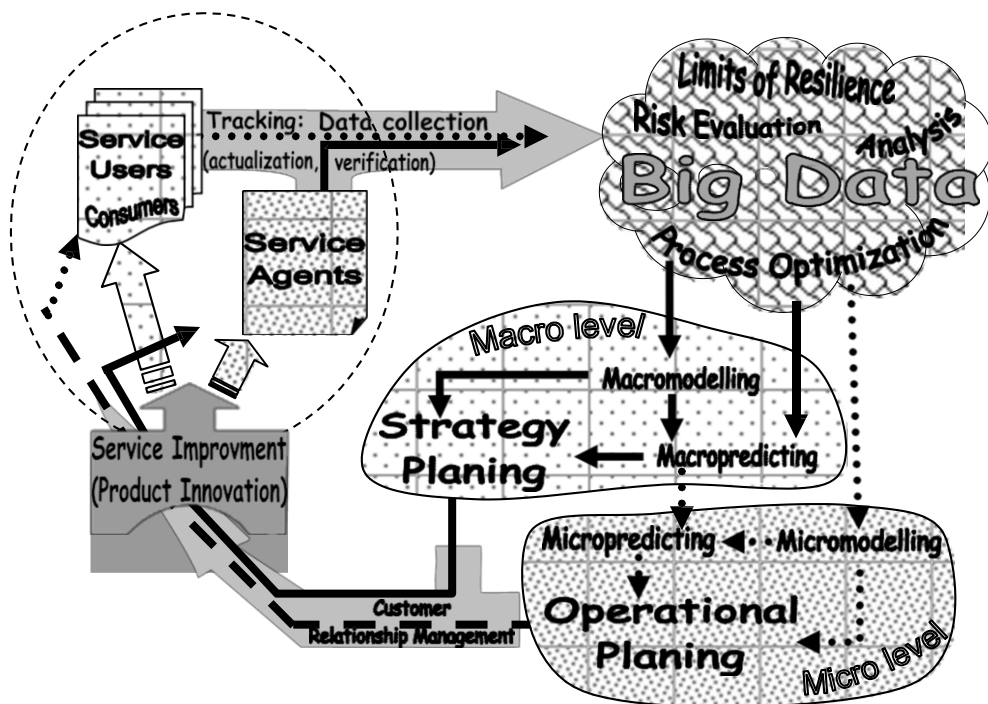 Service
Users
Consumers
Tracking: Data collection
(actualization, verification)
Service
Agents
Limits of Resilience
Risk Evaluation
Analysis
Big Data
Process Optimization
Macro level
Macromodelling
Strategy
Planing
Macropredicting
Service Improvment
(Product Innovation)
Micropredicting
Micromodelling
Operational
Planing
Micro level
Customer
Relationship Management